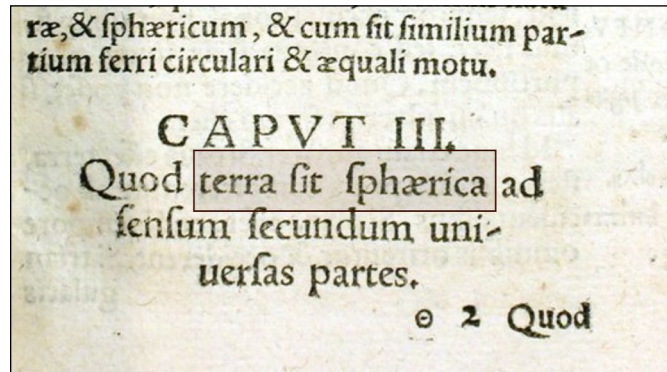 ræ, & ſphæricum, & cum ſit ſimilium par-
tium ferri circulari & æquali motu.
CAPVT III.
Quod terra ſit ſphærica ad
ſenſum ſecundum uni-
uerſas partes.
Θ 2 Quod